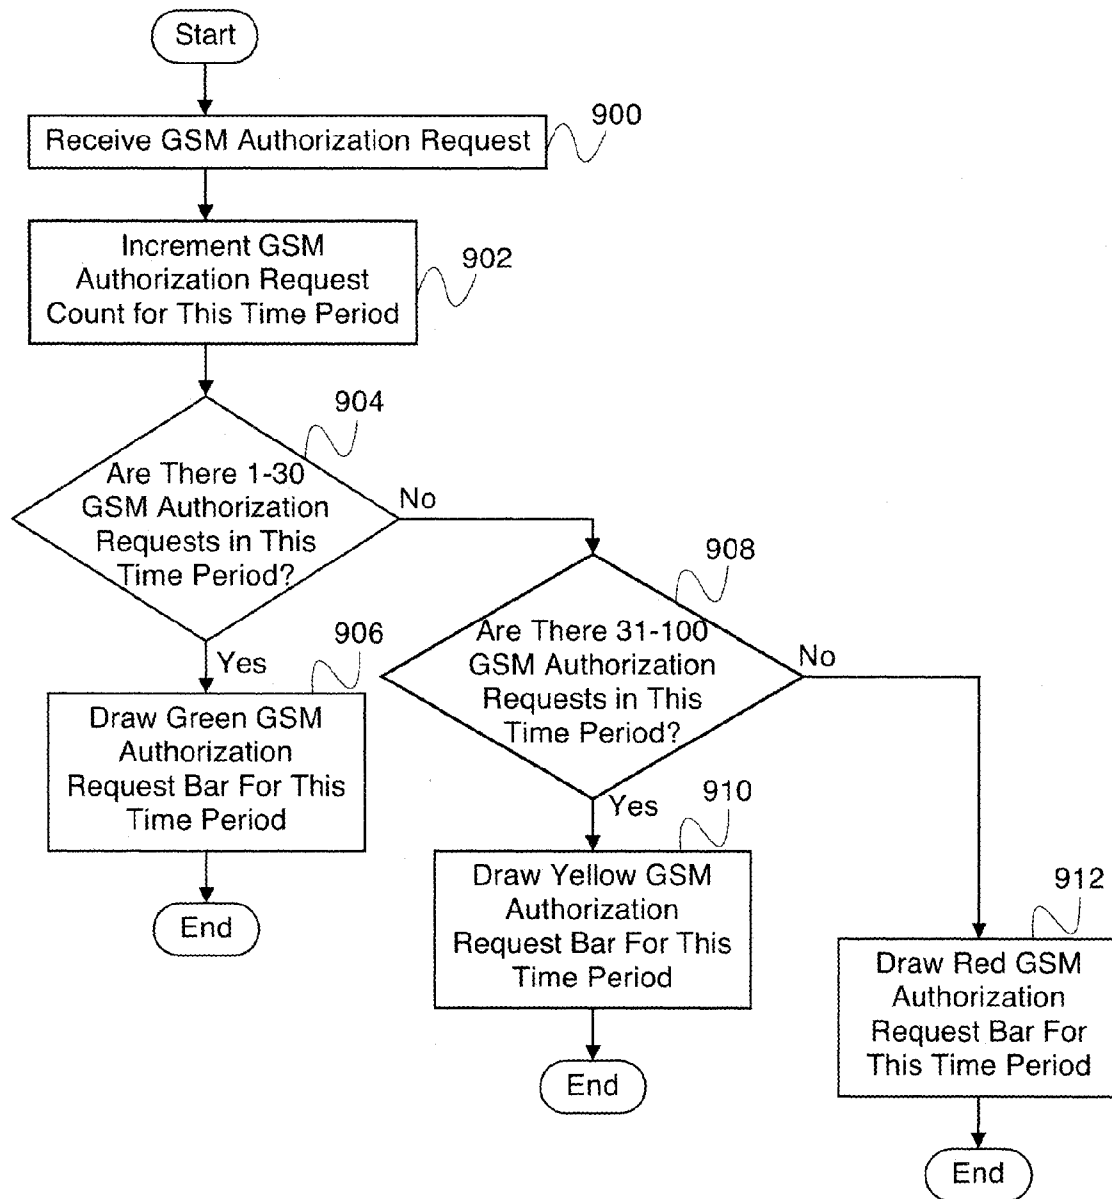 Start
Receive GSM Authorization Request
900
Increment GSM
Authorization Request
Count for This Time Period
902
904
Are There 1-30
GSM Authorization
Requests in This
Time Period?
No
Yes
906
Draw Green GSM
Authorization
Request Bar For This
Time Period
End
908
Are There 31-100
GSM Authorization
Requests in This
Time Period?
No
Yes
910
Draw Yellow GSM
Authorization
Request Bar For This
Time Period
End
912
Draw Red GSM
Authorization
Request Bar For
This Time Period
End